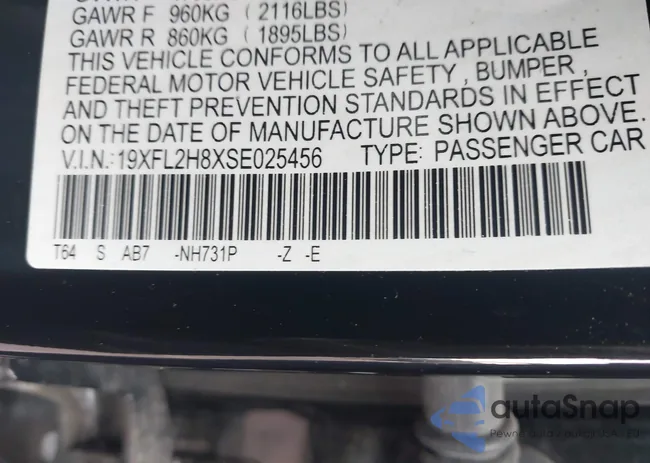 GAWR F 960KG ( 2116LBS)
GAWR R 860KG ( 1895LBS)
THIS VEHICLE CONFORMS TO ALL APPLICABLE
FEDERAL MOTOR VEHICLE SAFETY , BUMPER ,
AND THEFT PREVENTION STANDARDS IN EFFECT
ON THE DATE OF MANUFACTURE SHOWN ABOVE.
V.I.N.:19XFL2H8XSE025456 TYPE: PASSENGER CAR
T64 S AB7 -NH731P -Z -E
autaSnap